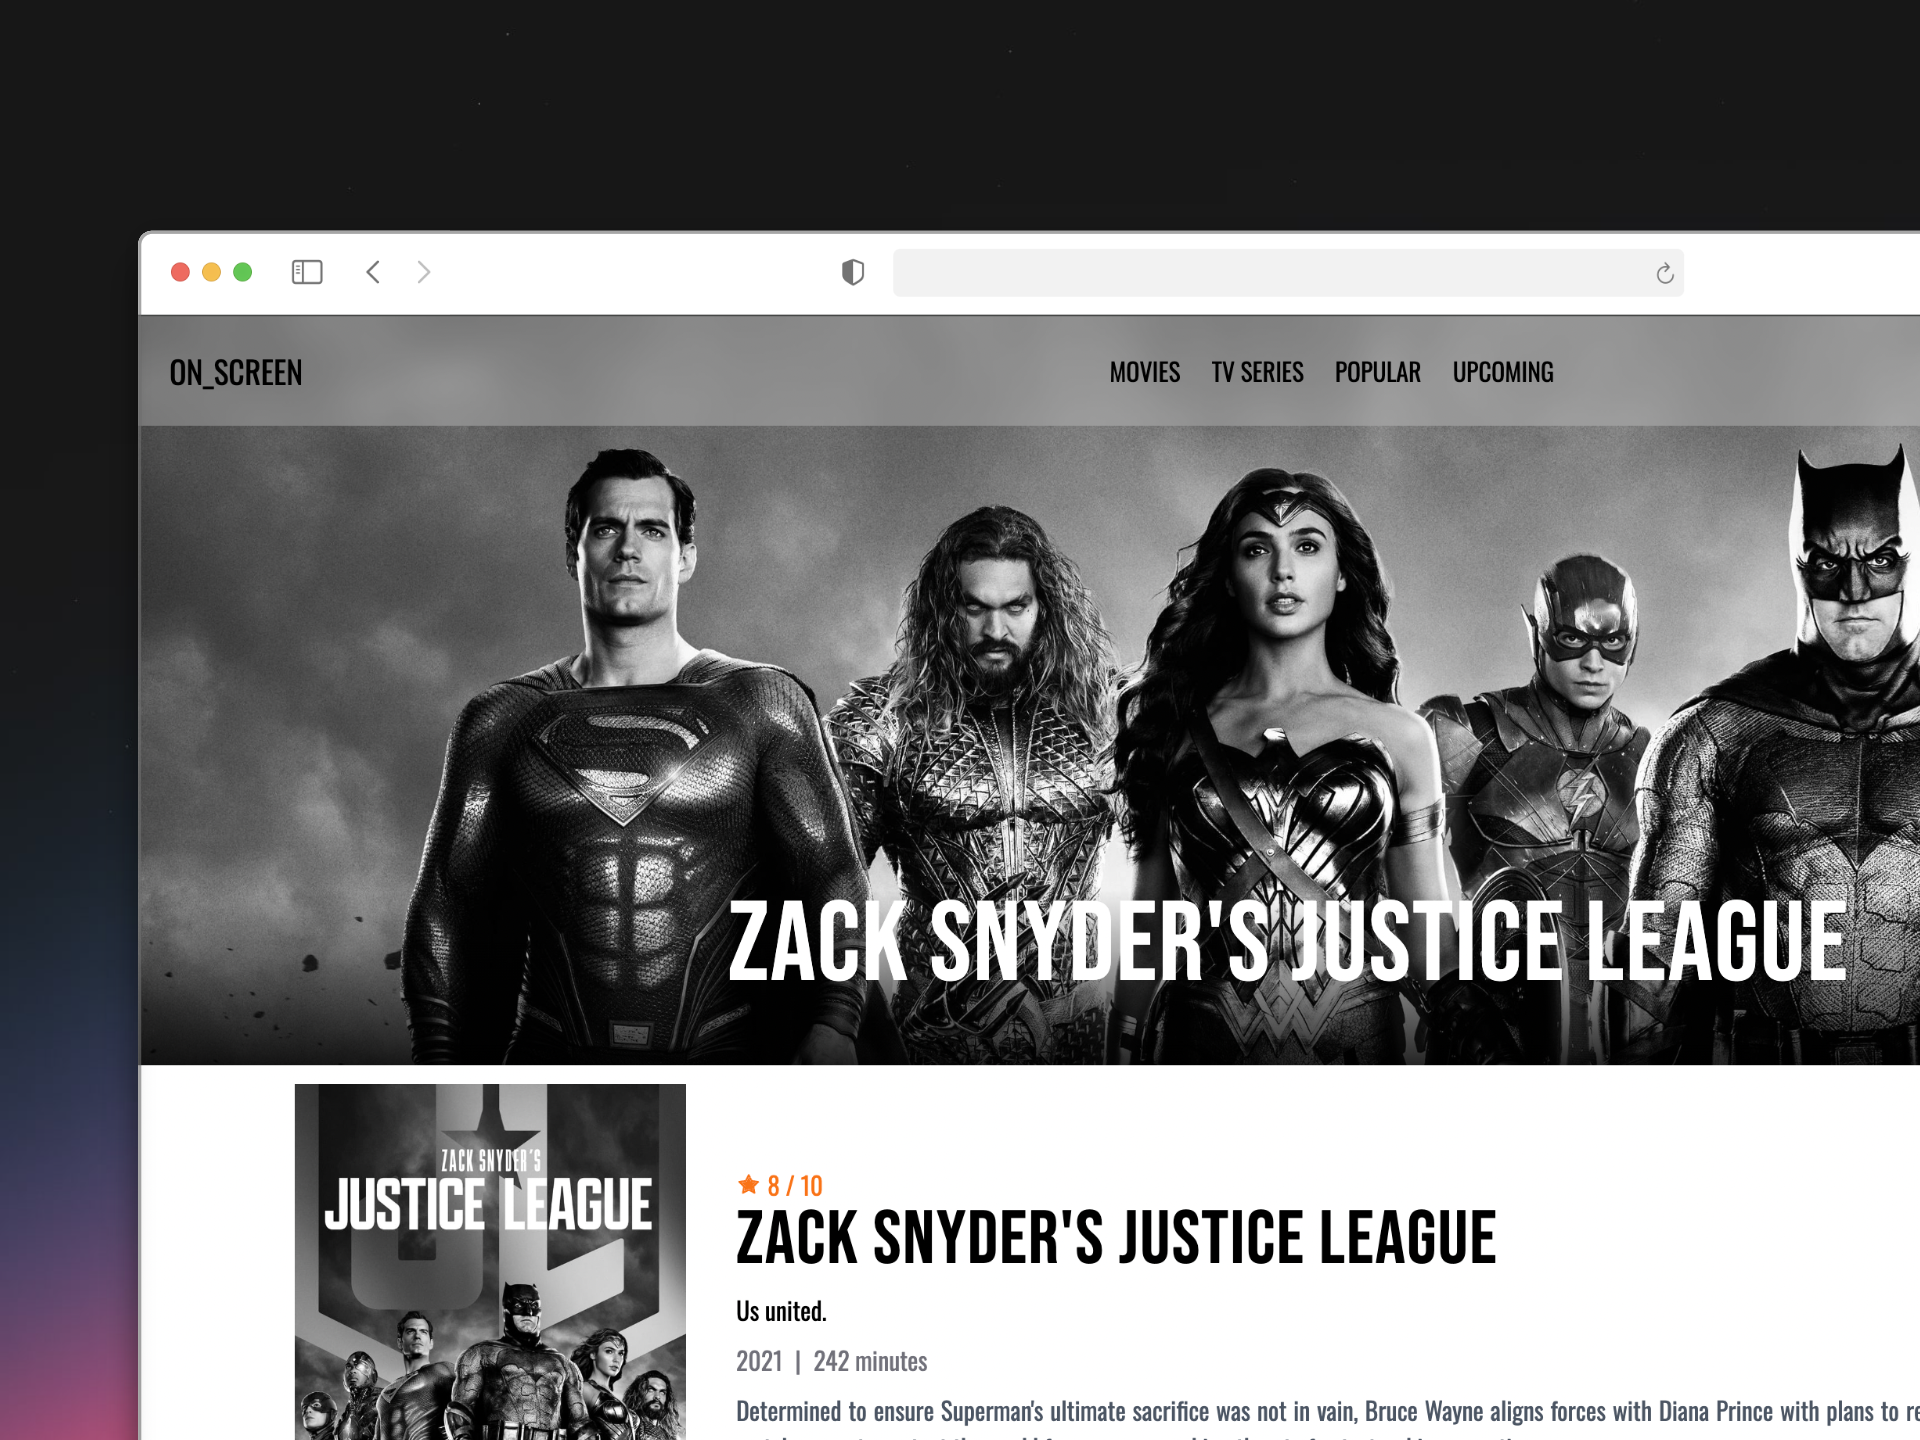 ON_SCREEN
MOVIES TV SERIES POPULAR UPCOMING
ZACK SNYDER'S JUSTICE LEAGUE
ZACK SNYDER'S
JUSTICE LEAGUE
8 / 10
ZACK SNYDER'S JUSTICE LEAGUE
Us united.
2021 | 242 minutes
Determined to ensure Superman's ultimate sacrifice was not in vain, Bruce Wayne aligns forces with Diana Prince with plans to